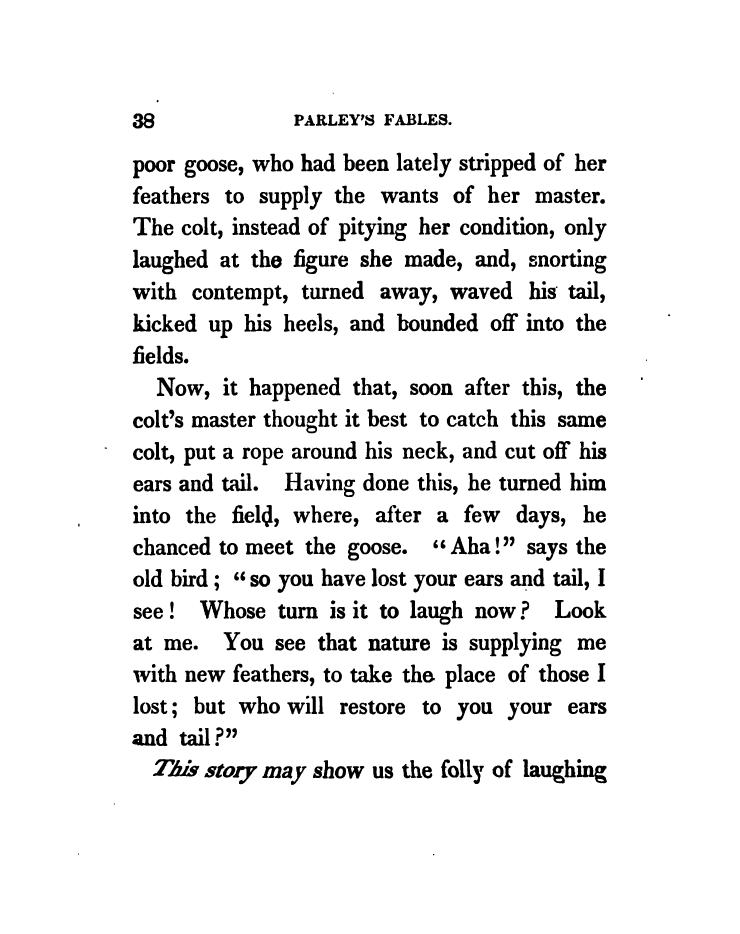 38 PARLEY'S FABLES.
poor goose, who had been lately stripped of her
feathers to supply the wants of her master.
The colt, instead of pitying her condition, only
laughed at the figure she made, and, snorting
with contempt, turned away, waved his tail,
kicked up his heels, and bounded off into the
fields.
Now, it happened that, soon after this, the
colt's master thought it best to catch this same
colt, put a rope around his neck, and cut off his
ears and tail. Having done this, he turned him
into the field, where, after a few days, he
chanced to meet the goose. "Aha!" says the
old bird; "so you have lost your ears and tail, I
see! Whose turn is it to laugh now? Look
at me. You see that nature is supplying me
with new feathers, to take the place of those I
lost; but who will restore to you your ears
and tail?"
This story may show us the folly of laughing